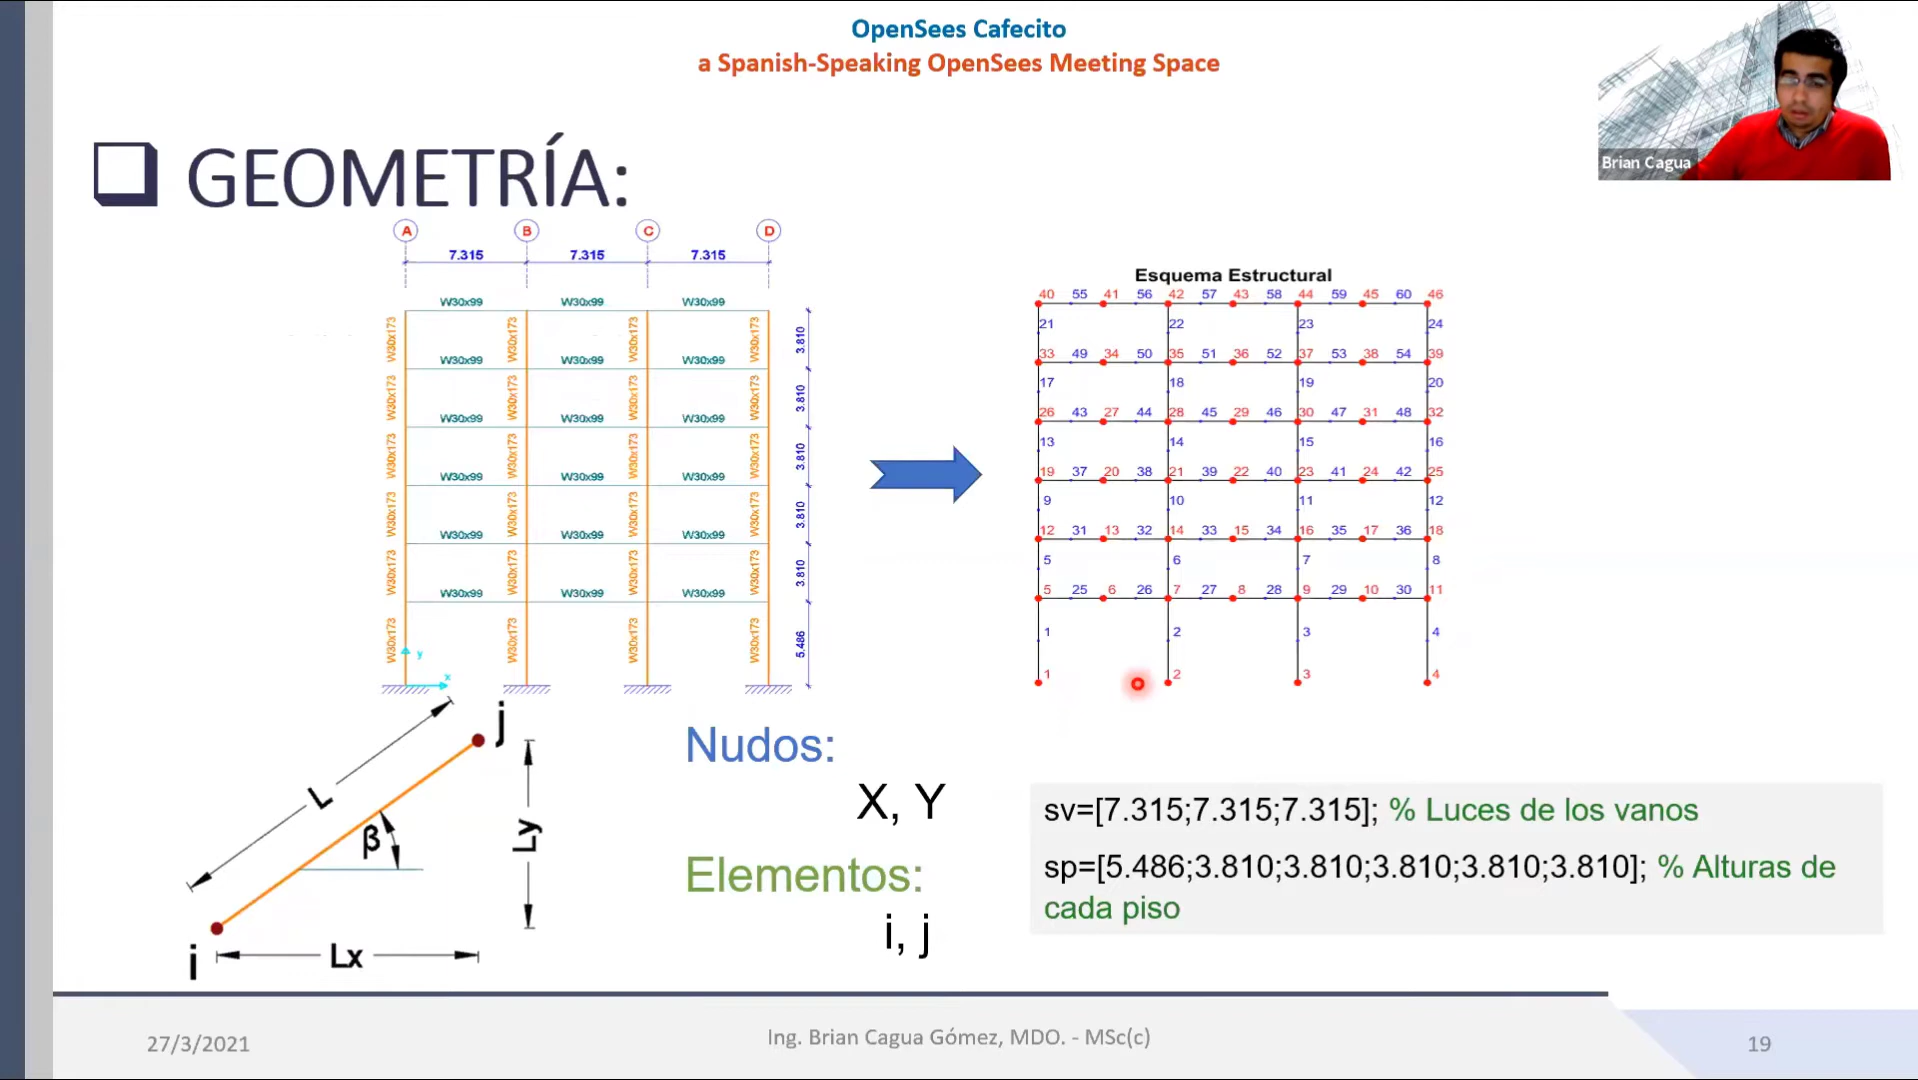 OpenSees Cafecito
a Spanish-Speaking OpenSees Meeting Space
Brian Cagua
❑ GEOMETRÍA:
A B C D
7.315 7.315 7.315
W30x99 W30x99 W30x99
W30x173 W30x173 W30x173 W30x173 3.810
W30x99 W30x99 W30x99
W30x173 W30x173 W30x173 W30x173 3.810
W30x99 W30x99 W30x99
W30x173 W30x173 W30x173 W30x173 3.810
W30x99 W30x99 W30x99
W30x173 W30x173 W30x173 W30x173 3.810
W30x99 W30x99 W30x99
W30x173 W30x173 W30x173 W30x173 3.810
W30x99 W30x99 W30x99
W30x173 W30x173 W30x173 W30x173 5.486
y
x
Esquema Estructural
40 55 41 56 42 57 43 58 44 59 45 60 46
21 22 23 24
33 49 34 50 35 51 36 52 37 53 38 54 39
17 18 19 20
26 43 27 44 28 45 29 46 30 47 31 48 32
13 14 15 16
19 37 20 38 21 39 22 40 23 41 24 42 25
9 10 11 12
12 31 13 32 14 33 15 34 16 35 17 36 18
5 6 7 8
5 25 6 26 7 27 8 28 9 29 10 30 11
1 2 3 4
1 2 3 4
j
L
β
Ly
i
Lx
Nudos:
X, Y
Elementos:
i, j
sv=[7.315;7.315;7.315]; % Luces de los vanos
sp=[5.486;3.810;3.810;3.810;3.810;3.810]; % Alturas de
cada piso
27/3/2021
Ing. Brian Cagua Gómez, MDO. - MSc(c)
19